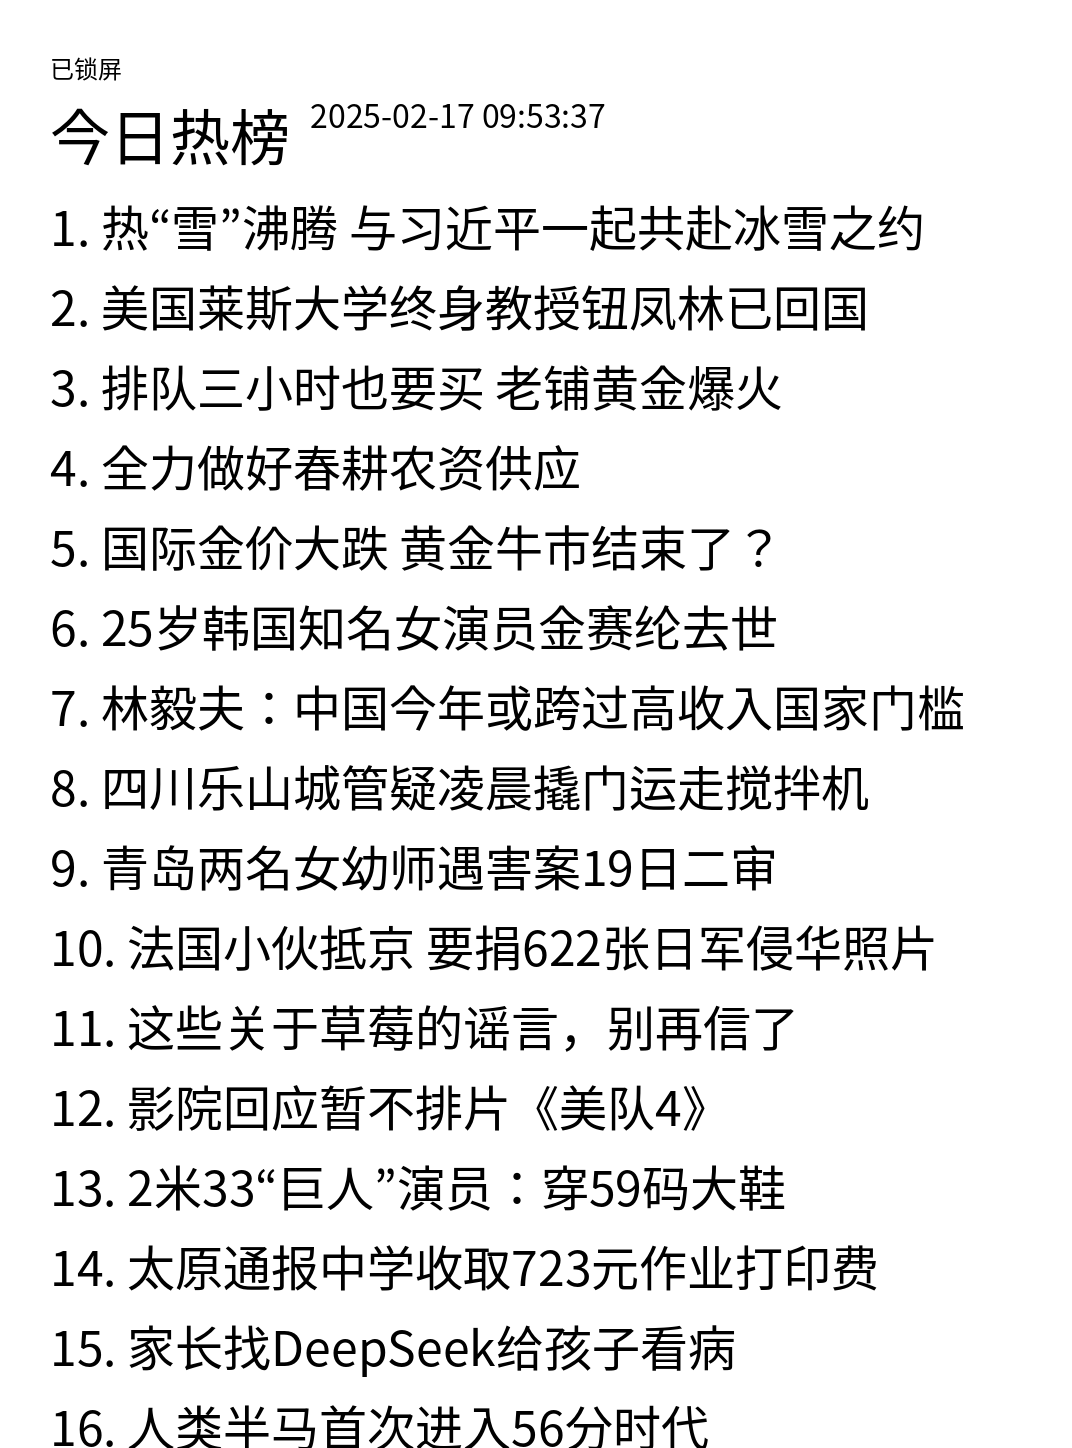 已锁屏
今日热榜 2025-02-17 09:53:37
1. 热“雪”沸腾 与习近平一起共赴冰雪之约
2. 美国莱斯大学终身教授钮凤林已回国
3. 排队三小时也要买 老铺黄金爆火
4. 全力做好春耕农资供应
5. 国际金价大跌 黄金牛市结束了？
6. 25岁韩国知名女演员金赛纶去世
7. 林毅夫：中国今年或跨过高收入国家门槛
8. 四川乐山城管疑凌晨撬门运走搅拌机
9. 青岛两名女幼师遇害案19日二审
10. 法国小伙抵京 要捐622张日军侵华照片
11. 这些关于草莓的谣言，别再信了
12. 影院回应暂不排片《美队4》
13. 2米33“巨人”演员：穿59码大鞋
14. 太原通报中学收取723元作业打印费
15. 家长找DeepSeek给孩子看病
16. 人类半马首次进入56分时代